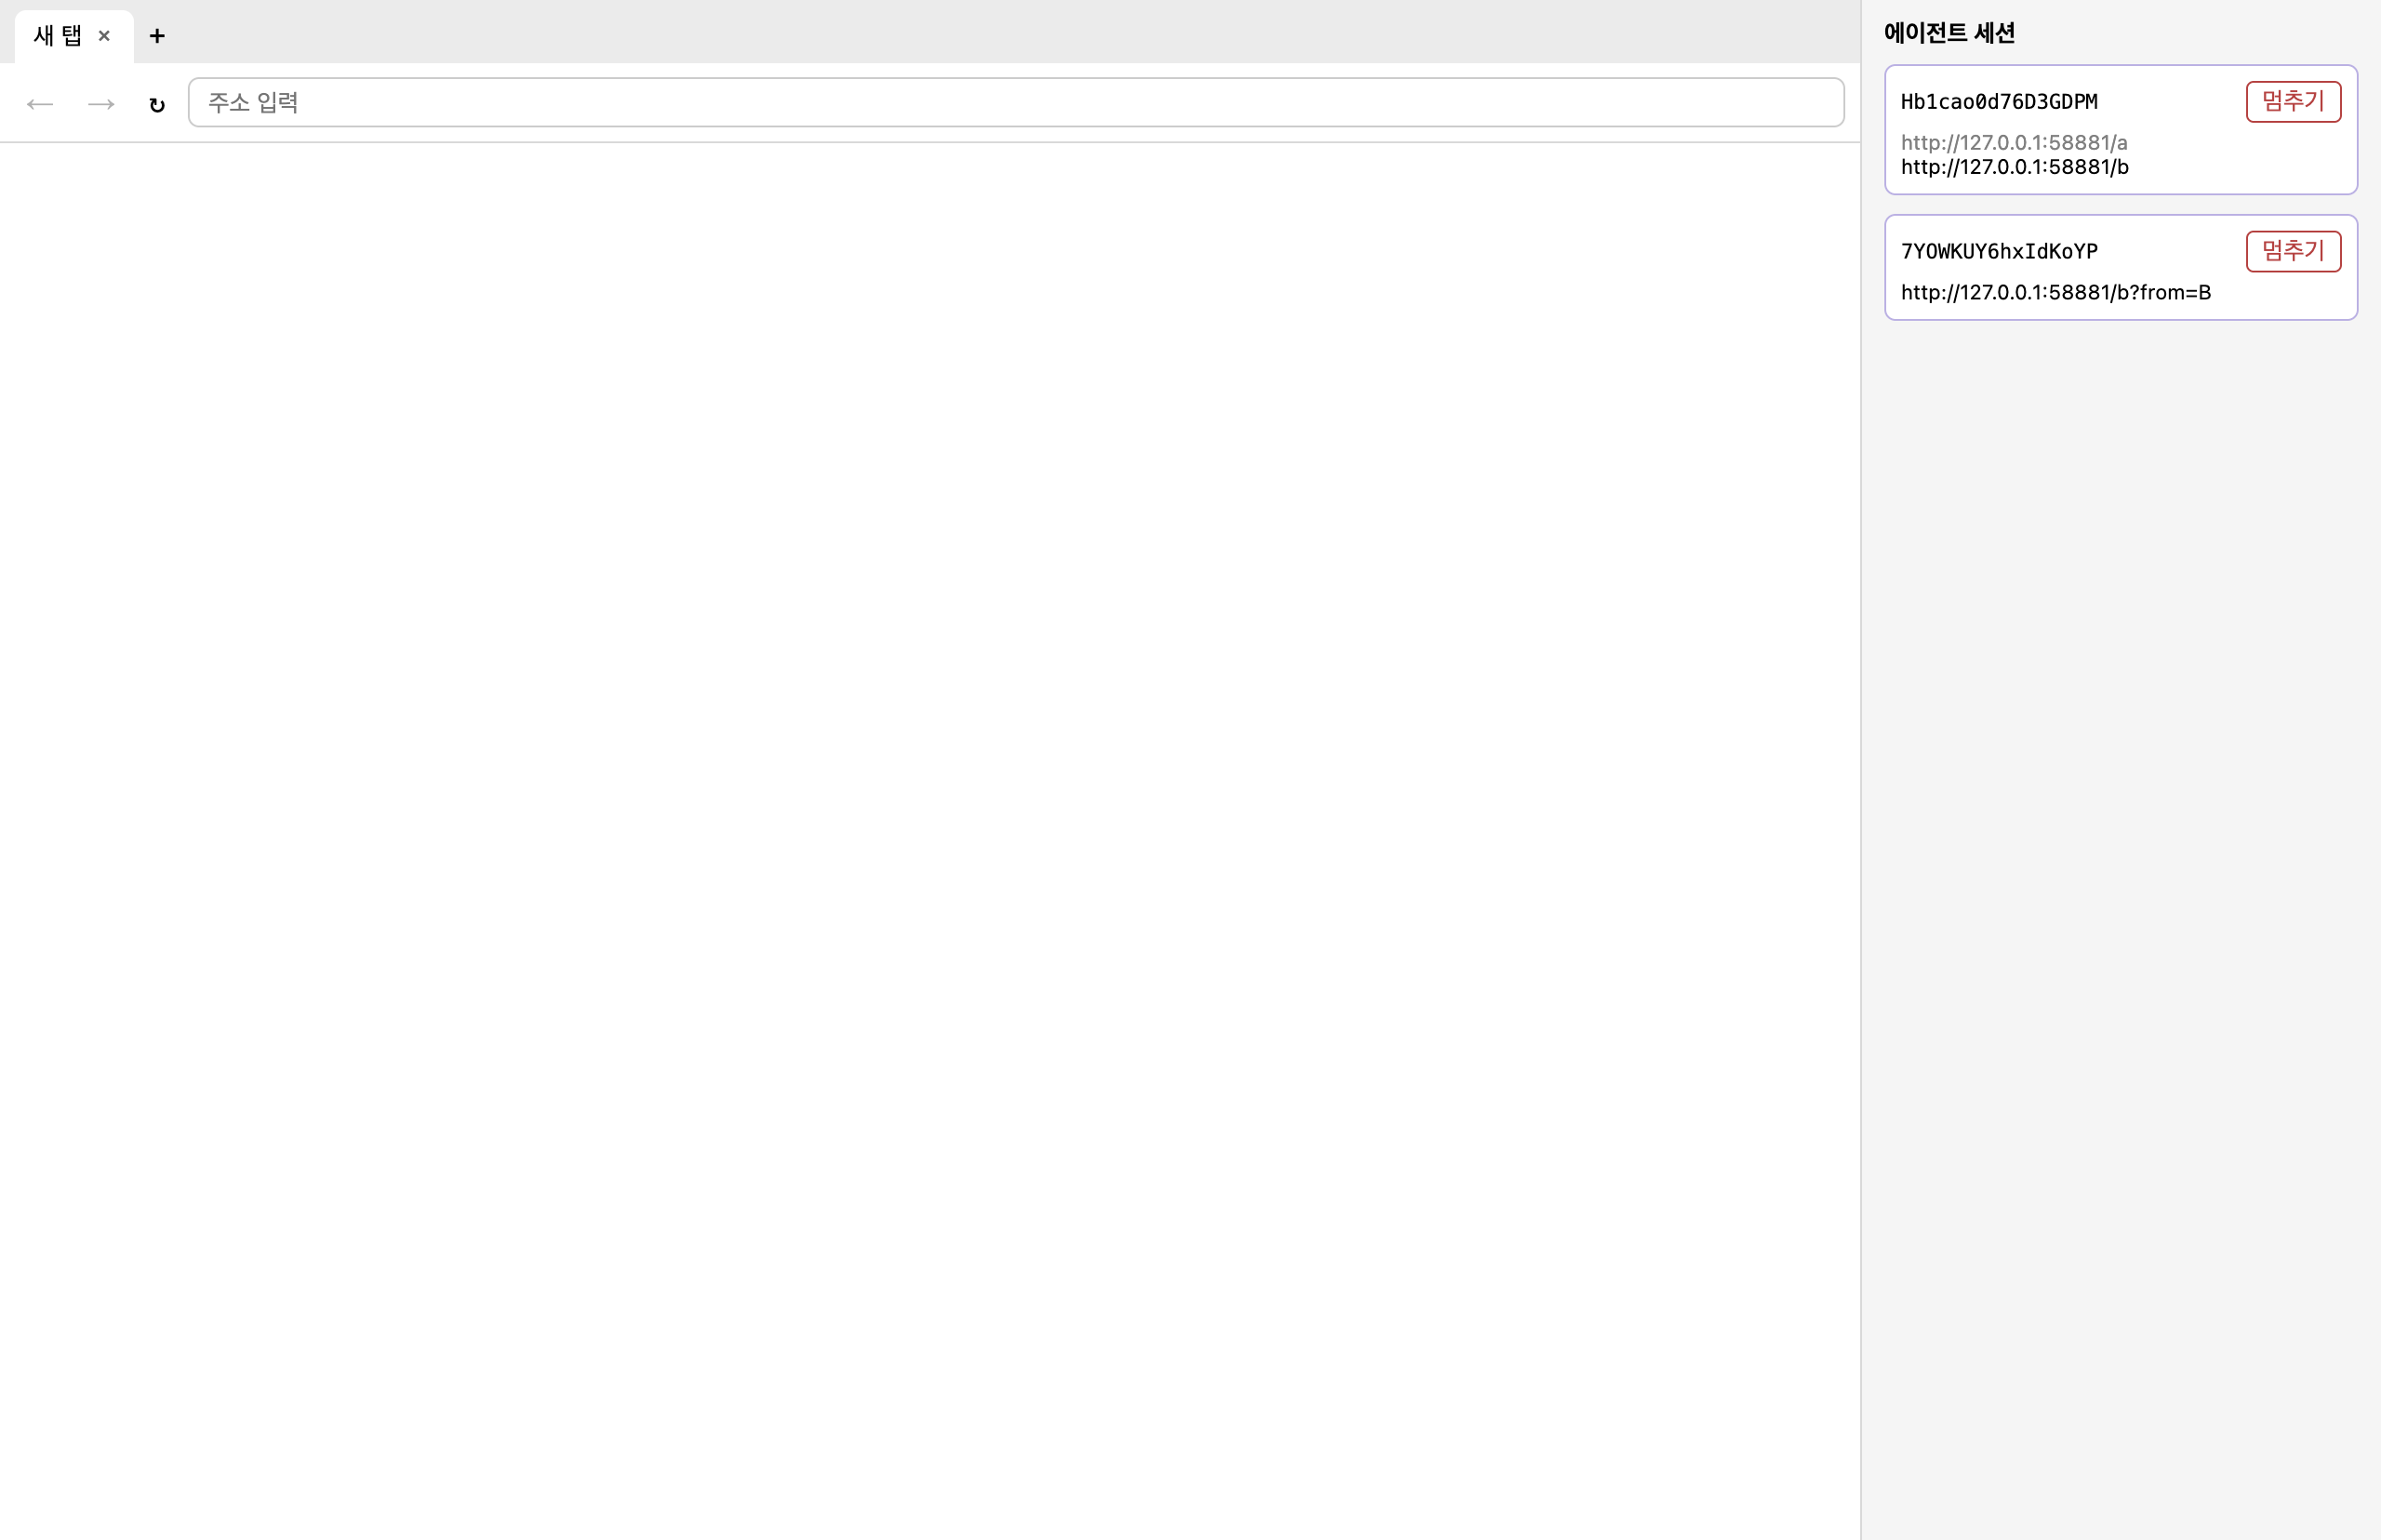 새 탭 × +
← → ↻ 주소 입력
에이전트 세션
Hb1cao0d76D3GDPM 멈추기
http://127.0.0.1:58881/a
http://127.0.0.1:58881/b
7YOWKUY6hxIdKoYP 멈추기
http://127.0.0.1:58881/b?from=B